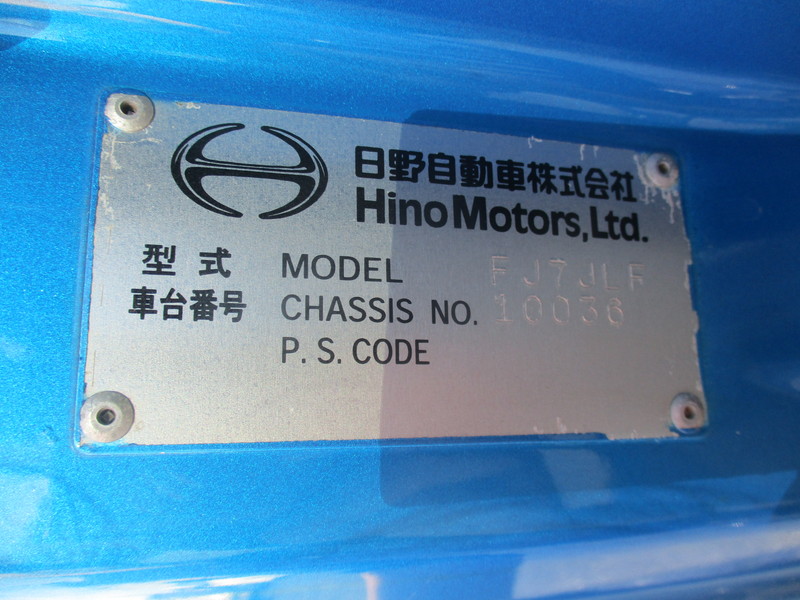 日野自動車株式会社
Hino Motors, Ltd.
型式 MODEL FJ7JLF
車台番号 CHASSIS NO. 10036
P. S. CODE